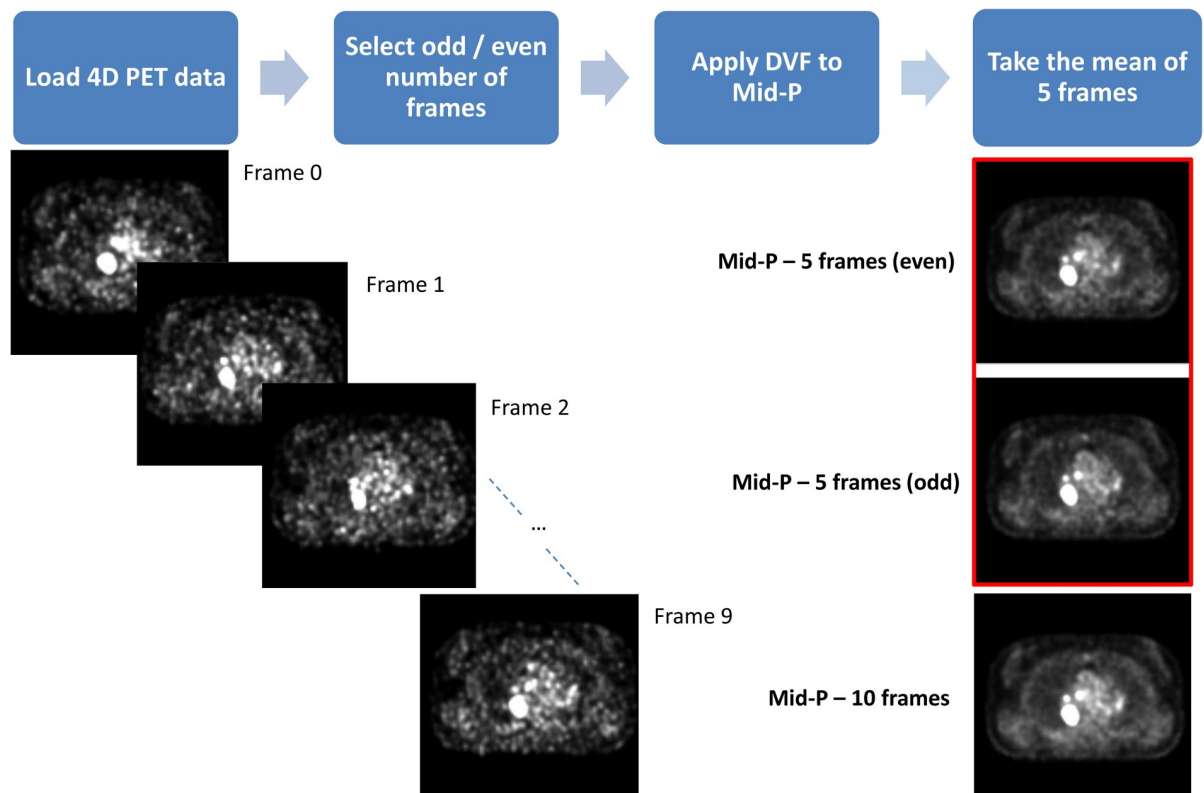 Load 4D PET data
Select odd / even
number of
frames
Apply DVF to
Mid-P
Take the mean of
5 frames
Frame 0
Frame 1
Frame 2
...
Frame 9
Mid-P – 5 frames (even)
Mid-P – 5 frames (odd)
Mid-P – 10 frames